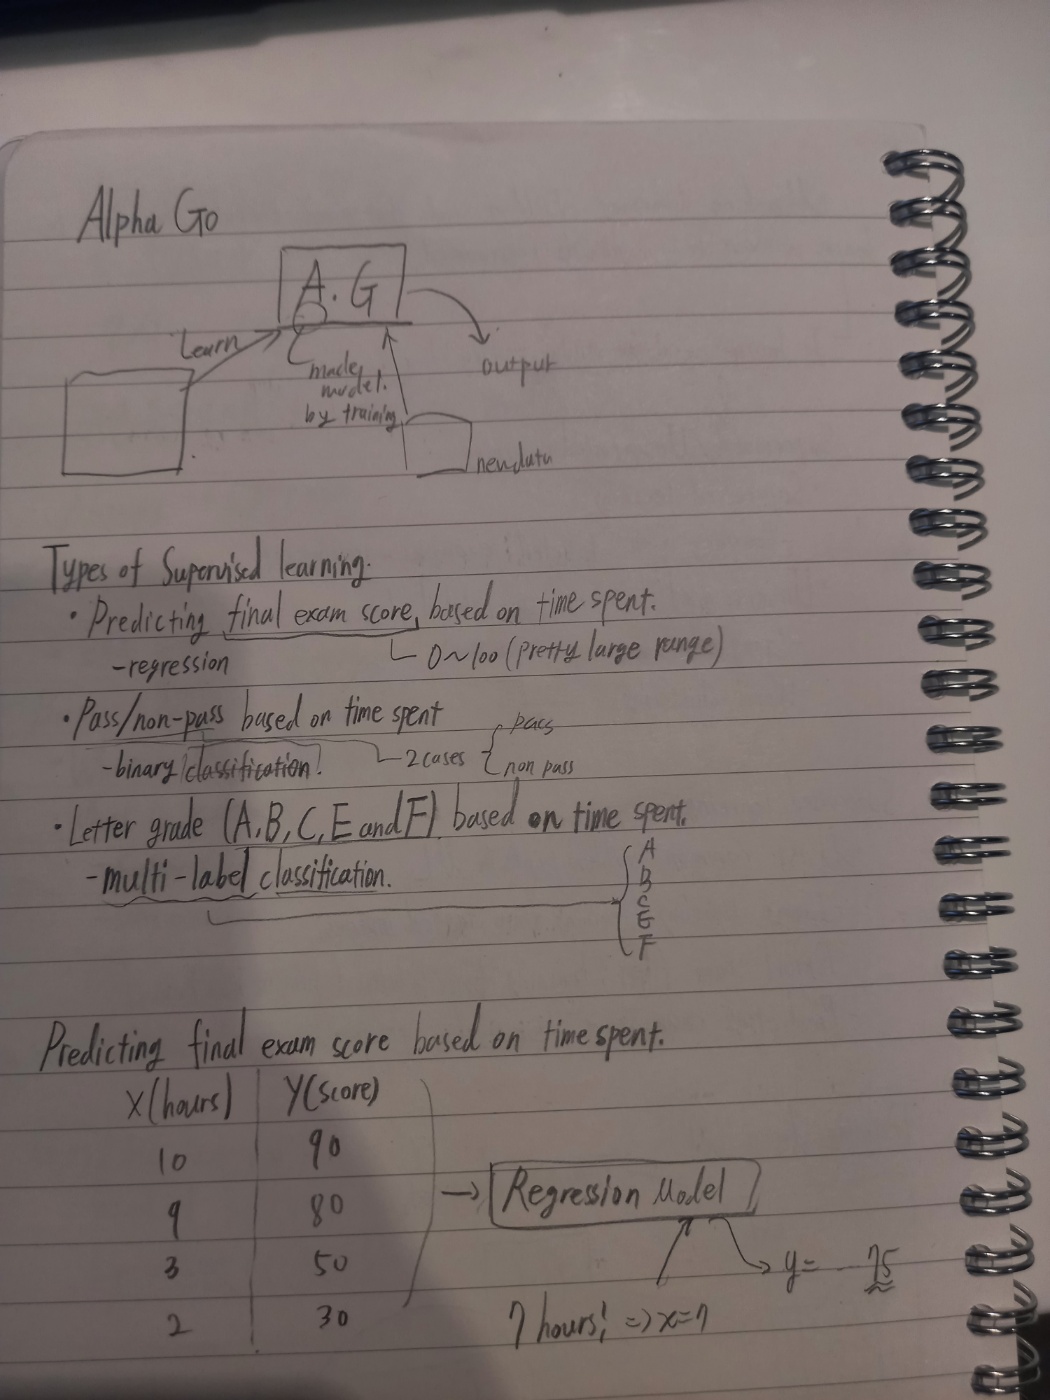 Alpha Go
A.G
Learn
made
model.
by training
output
new data
Types of Supervised learning.
• Predicting final exam score, based on time spent.
-regression
0~100 (pretty large range)
• Pass/non-pass based on time spent
-binary classification.
2 cases
pass
non pass
• Letter grade (A, B, C, E and F) based on time spent.
-multi-label classification.
A
B
C
E
F
Predicting final exam score based on time spent.
X(hours) Y(score)
10 90
9 80
3 50
2 30
→ Regression Model
y= 75
7 hours! => x=7